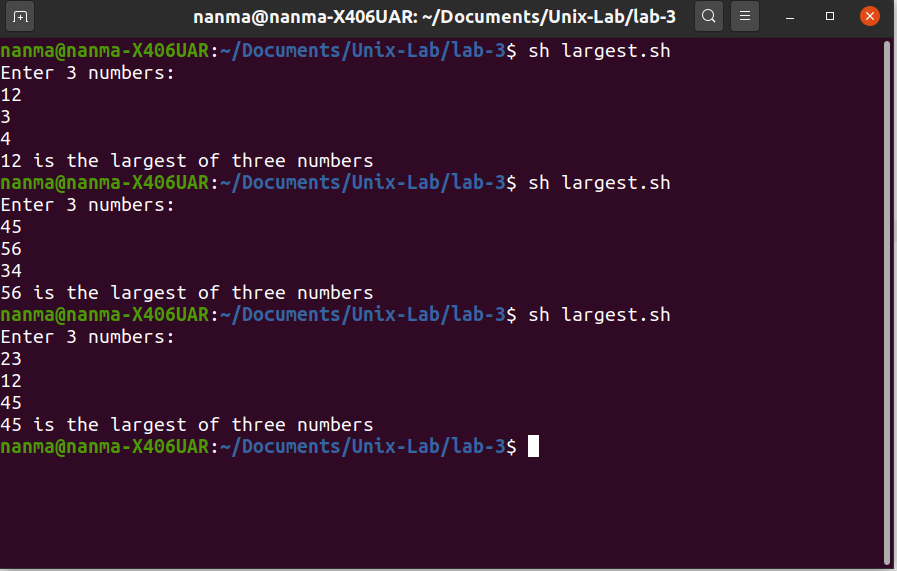 nanma@nanma-X406UAR: ~/Documents/Unix-Lab/lab-3
nanma@nanma-X406UAR:~/Documents/Unix-Lab/lab-3$ sh largest.sh
Enter 3 numbers:
12
3
4
12 is the largest of three numbers
nanma@nanma-X406UAR:~/Documents/Unix-Lab/lab-3$ sh largest.sh
Enter 3 numbers:
45
56
34
56 is the largest of three numbers
nanma@nanma-X406UAR:~/Documents/Unix-Lab/lab-3$ sh largest.sh
Enter 3 numbers:
23
12
45
45 is the largest of three numbers
nanma@nanma-X406UAR:~/Documents/Unix-Lab/lab-3$